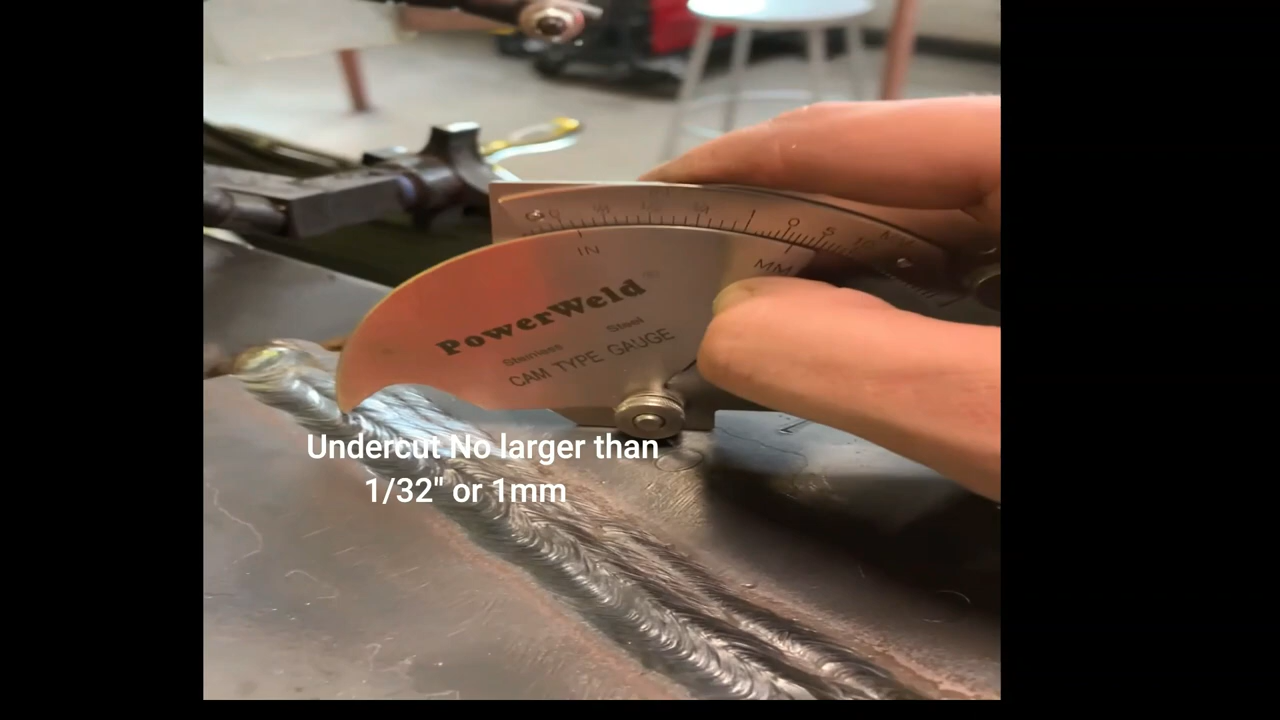 IN
MM
PowerWeld
Stainless Steel
CAM TYPE GAUGE
Undercut No larger than
1/32" or 1mm